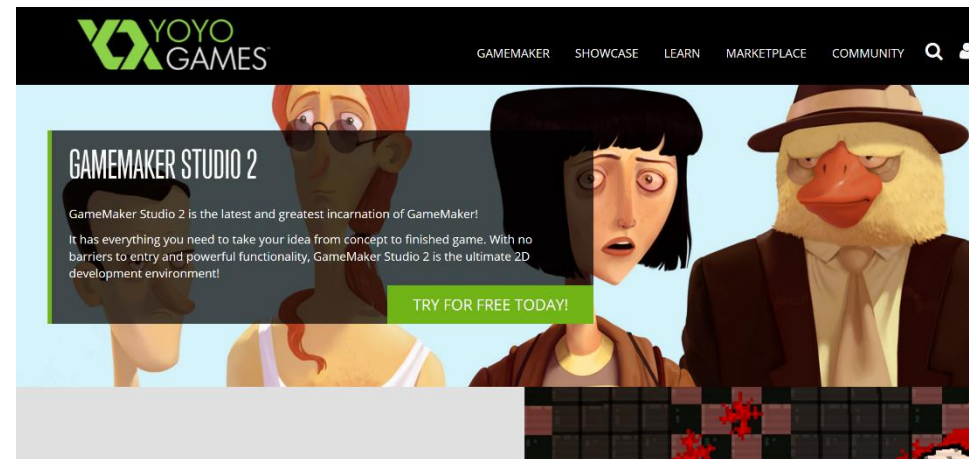 YOYO
GAMES™
GAMEMAKER SHOWCASE LEARN MARKETPLACE COMMUNITY
GAMEMAKER STUDIO 2
GameMaker Studio 2 is the latest and greatest incarnation of GameMaker!
It has everything you need to take your idea from concept to finished game. With no
barriers to entry and powerful functionality, GameMaker Studio 2 is the ultimate 2D
development environment!
TRY FOR FREE TODAY!